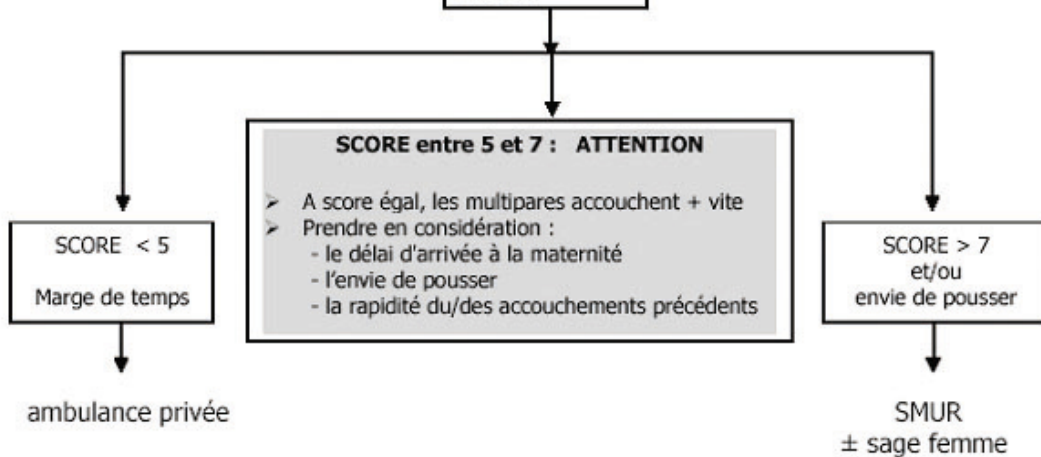 SCORE entre 5 et 7 : ATTENTION
➢ A score égal, les multipares accouchent + vite
➢ Prendre en considération :
- le délai d'arrivée à la maternité
- l'envie de pousser
- la rapidité du/des accouchements précédents
SCORE < 5
Marge de temps
SCORE > 7
et/ou
envie de pousser
ambulance privée
SMUR
± sage femme